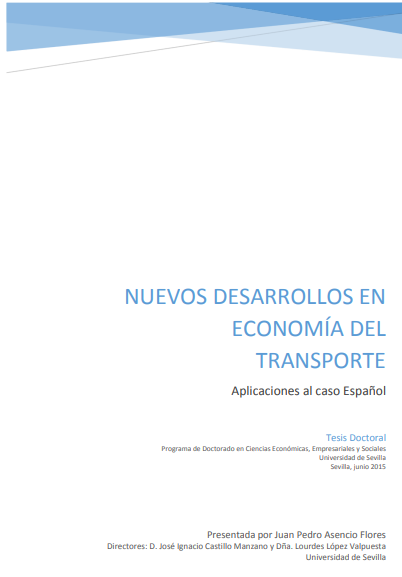 NUEVOS DESARROLLOS EN
ECONOMÍA DEL
TRANSPORTE
Aplicaciones al caso Español
Tesis Doctoral
Programa de Doctorado en Ciencias Económicas, Empresariales y Sociales
Universidad de Sevilla
Sevilla, junio 2015
Presentada por Juan Pedro Asencio Flores
Directores: D. José Ignacio Castillo Manzano y Dña. Lourdes López Valpuesta
Universidad de Sevilla